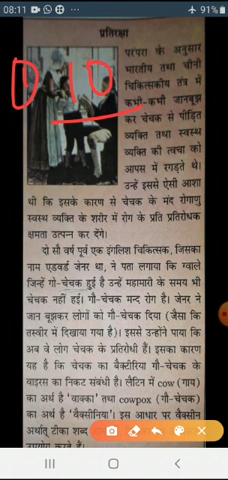 08:11
91%
प्रतिरक्षा
परंपरा के अनुसार
भारतीय तथा चीनी
चिकित्सकीय तंत्र में
कभी-कभी जानबूझ
कर चेचक से पीड़ित
व्यक्ति तथा स्वस्थ
व्यक्ति की त्वचा को
आपस में रगड़ते थे।
उन्हें इससे ऐसी आशा
थी कि इसके कारण से चेचक के मंद रोगाणु
स्वस्थ व्यक्ति के शरीर में रोग के प्रति प्रतिरोधक
क्षमता उत्पन्न कर देंगे।
दो सौ वर्ष पूर्व एक इंगलिश चिकित्सक, जिसका
नाम एडवर्ड जेनर था, ने पता लगाया कि ग्वाले
जिन्हें गो-चेचक हुई है उन्हें महामारी के समय भी
चेचक नहीं हुई। गौ-चेचक मन्द रोग है। जेनर ने
जान बूझकर लोगों को गौ-चेचक दिया (जैसा कि
तस्वीर में दिखाया गया है)। इससे उन्होंने पाया कि
अब वे लोग चेचक के प्रतिरोधी हैं। इसका कारण
यह है कि चेचक का बैक्टीरिया गौ-चेचक के
वाइरस का निकट संबंधी है। लैटिन में cow (गाय)
का अर्थ है 'वाक्का' तथा cowpox (गौ-चेचक)
का अर्थ है 'वैक्सीनिया'। इस आधार पर वैक्सीन
अर्थात् टीका शब्द